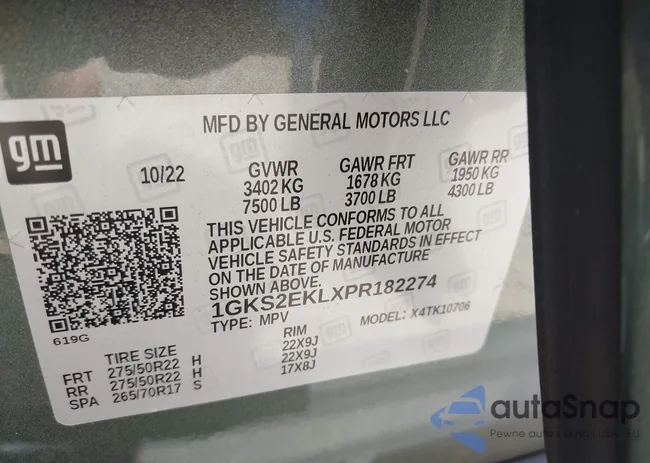 gm
MFD BY GENERAL MOTORS LLC
10/22
GVWR
3402 KG
7500 LB
GAWR FRT
1678 KG
3700 LB
GAWR RR
1950 KG
4300 LB
THIS VEHICLE CONFORMS TO ALL
APPLICABLE U.S. FEDERAL MOTOR
VEHICLE SAFETY STANDARDS IN EFFECT
ON THE DATE OF MANUFACTURE
SHOWN ABOVE.
1GKS2EKLXPR182274
TYPE: MPV
MODEL: X4TK10706
619G
TIRE SIZE
RIM
FRT 275/50R22 H 22X9J
RR 275/50R22 H 22X9J
SPA 265/70R17 S 17X8J
autaSnap
Pewne auto